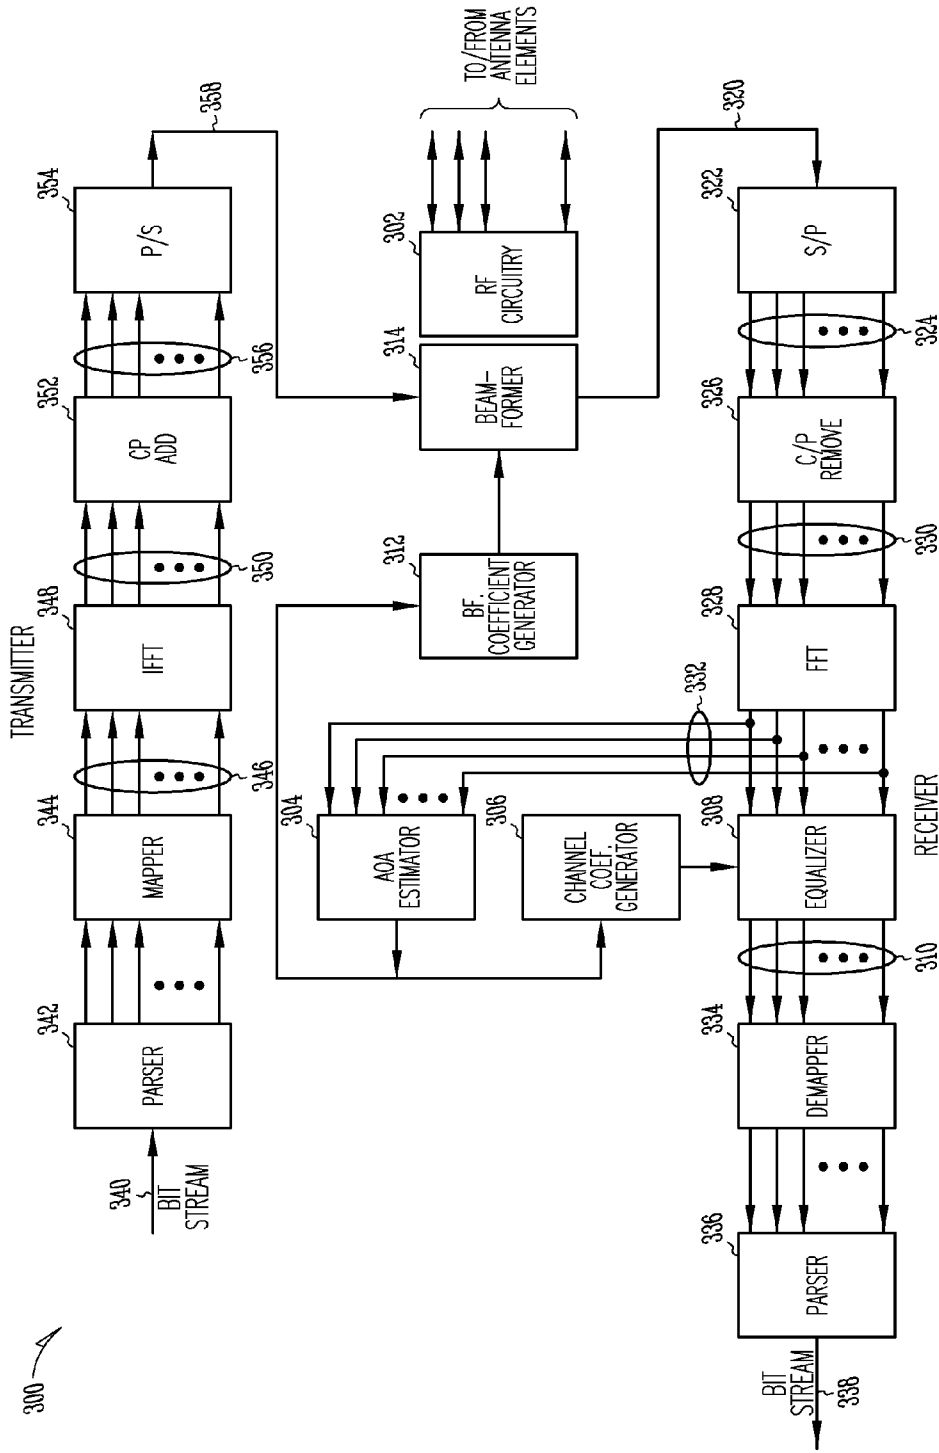 300
TRANSMITTER
340
BIT
STREAM
342
PARSER
344
MAPPER
346
348
IFFT
350
352
CP
ADD
356
354
P/S
358
304
AOA
ESTIMATOR
306
CHANNEL
COEF.
GENERATOR
332
312
BF.
COEFFICIENT
GENERATOR
314
BEAM-
FORMER
302
RF
CIRCUITRY
TO/FROM
ANTENNA
ELEMENTS
320
BIT
STREAM
338
336
PARSER
334
DEMAPPER
310
308
EQUALIZER
328
FFT
330
326
C/P
REMOVE
324
322
S/P
RECEIVER